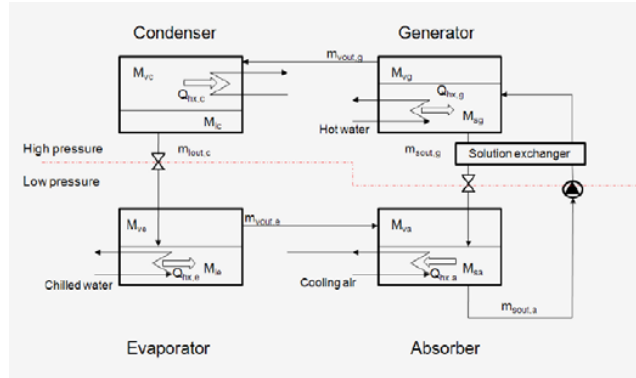 Condenser
Generator
m_vout,g
M_vc
Q_hx,c
M_lc
M_vg
Q_hx,g
M_sg
Hot water
m_lout,c
m_sout,g
Solution exchanger
High pressure
Low pressure
M_ve
m_vout,e
M_va
M_le
Q_hx,e
Chilled water
Cooling air
Q_hx,a
M_sa
m_sout,a
Evaporator
Absorber